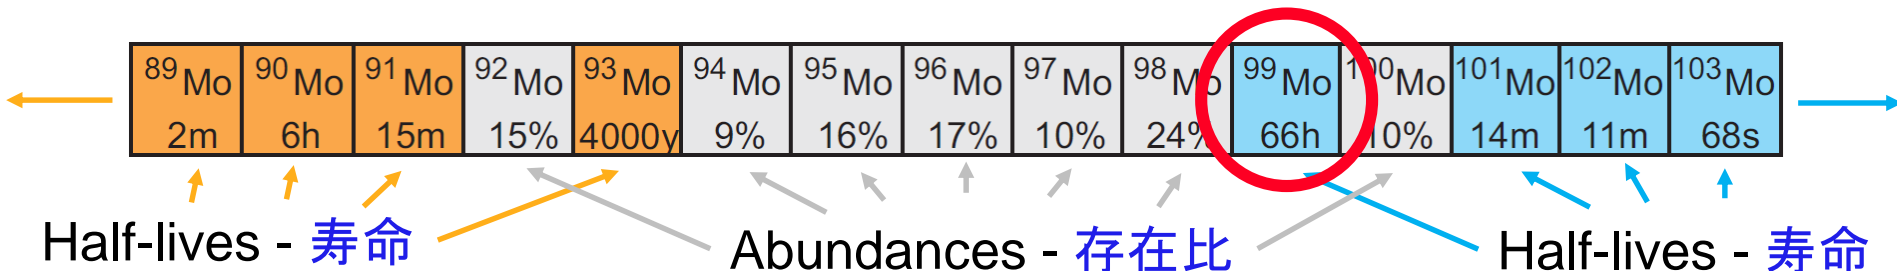 89Mo 90Mo 91Mo 92Mo 93Mo 94Mo 95Mo 96Mo 97Mo 98Mo 99Mo 100Mo 101Mo 102Mo 103Mo
2m 6h 15m 15% 4000y 9% 16% 17% 10% 24% 66h 10% 14m 11m 68s
Half-lives - 寿命 Abundances - 存在比 Half-lives - 寿命